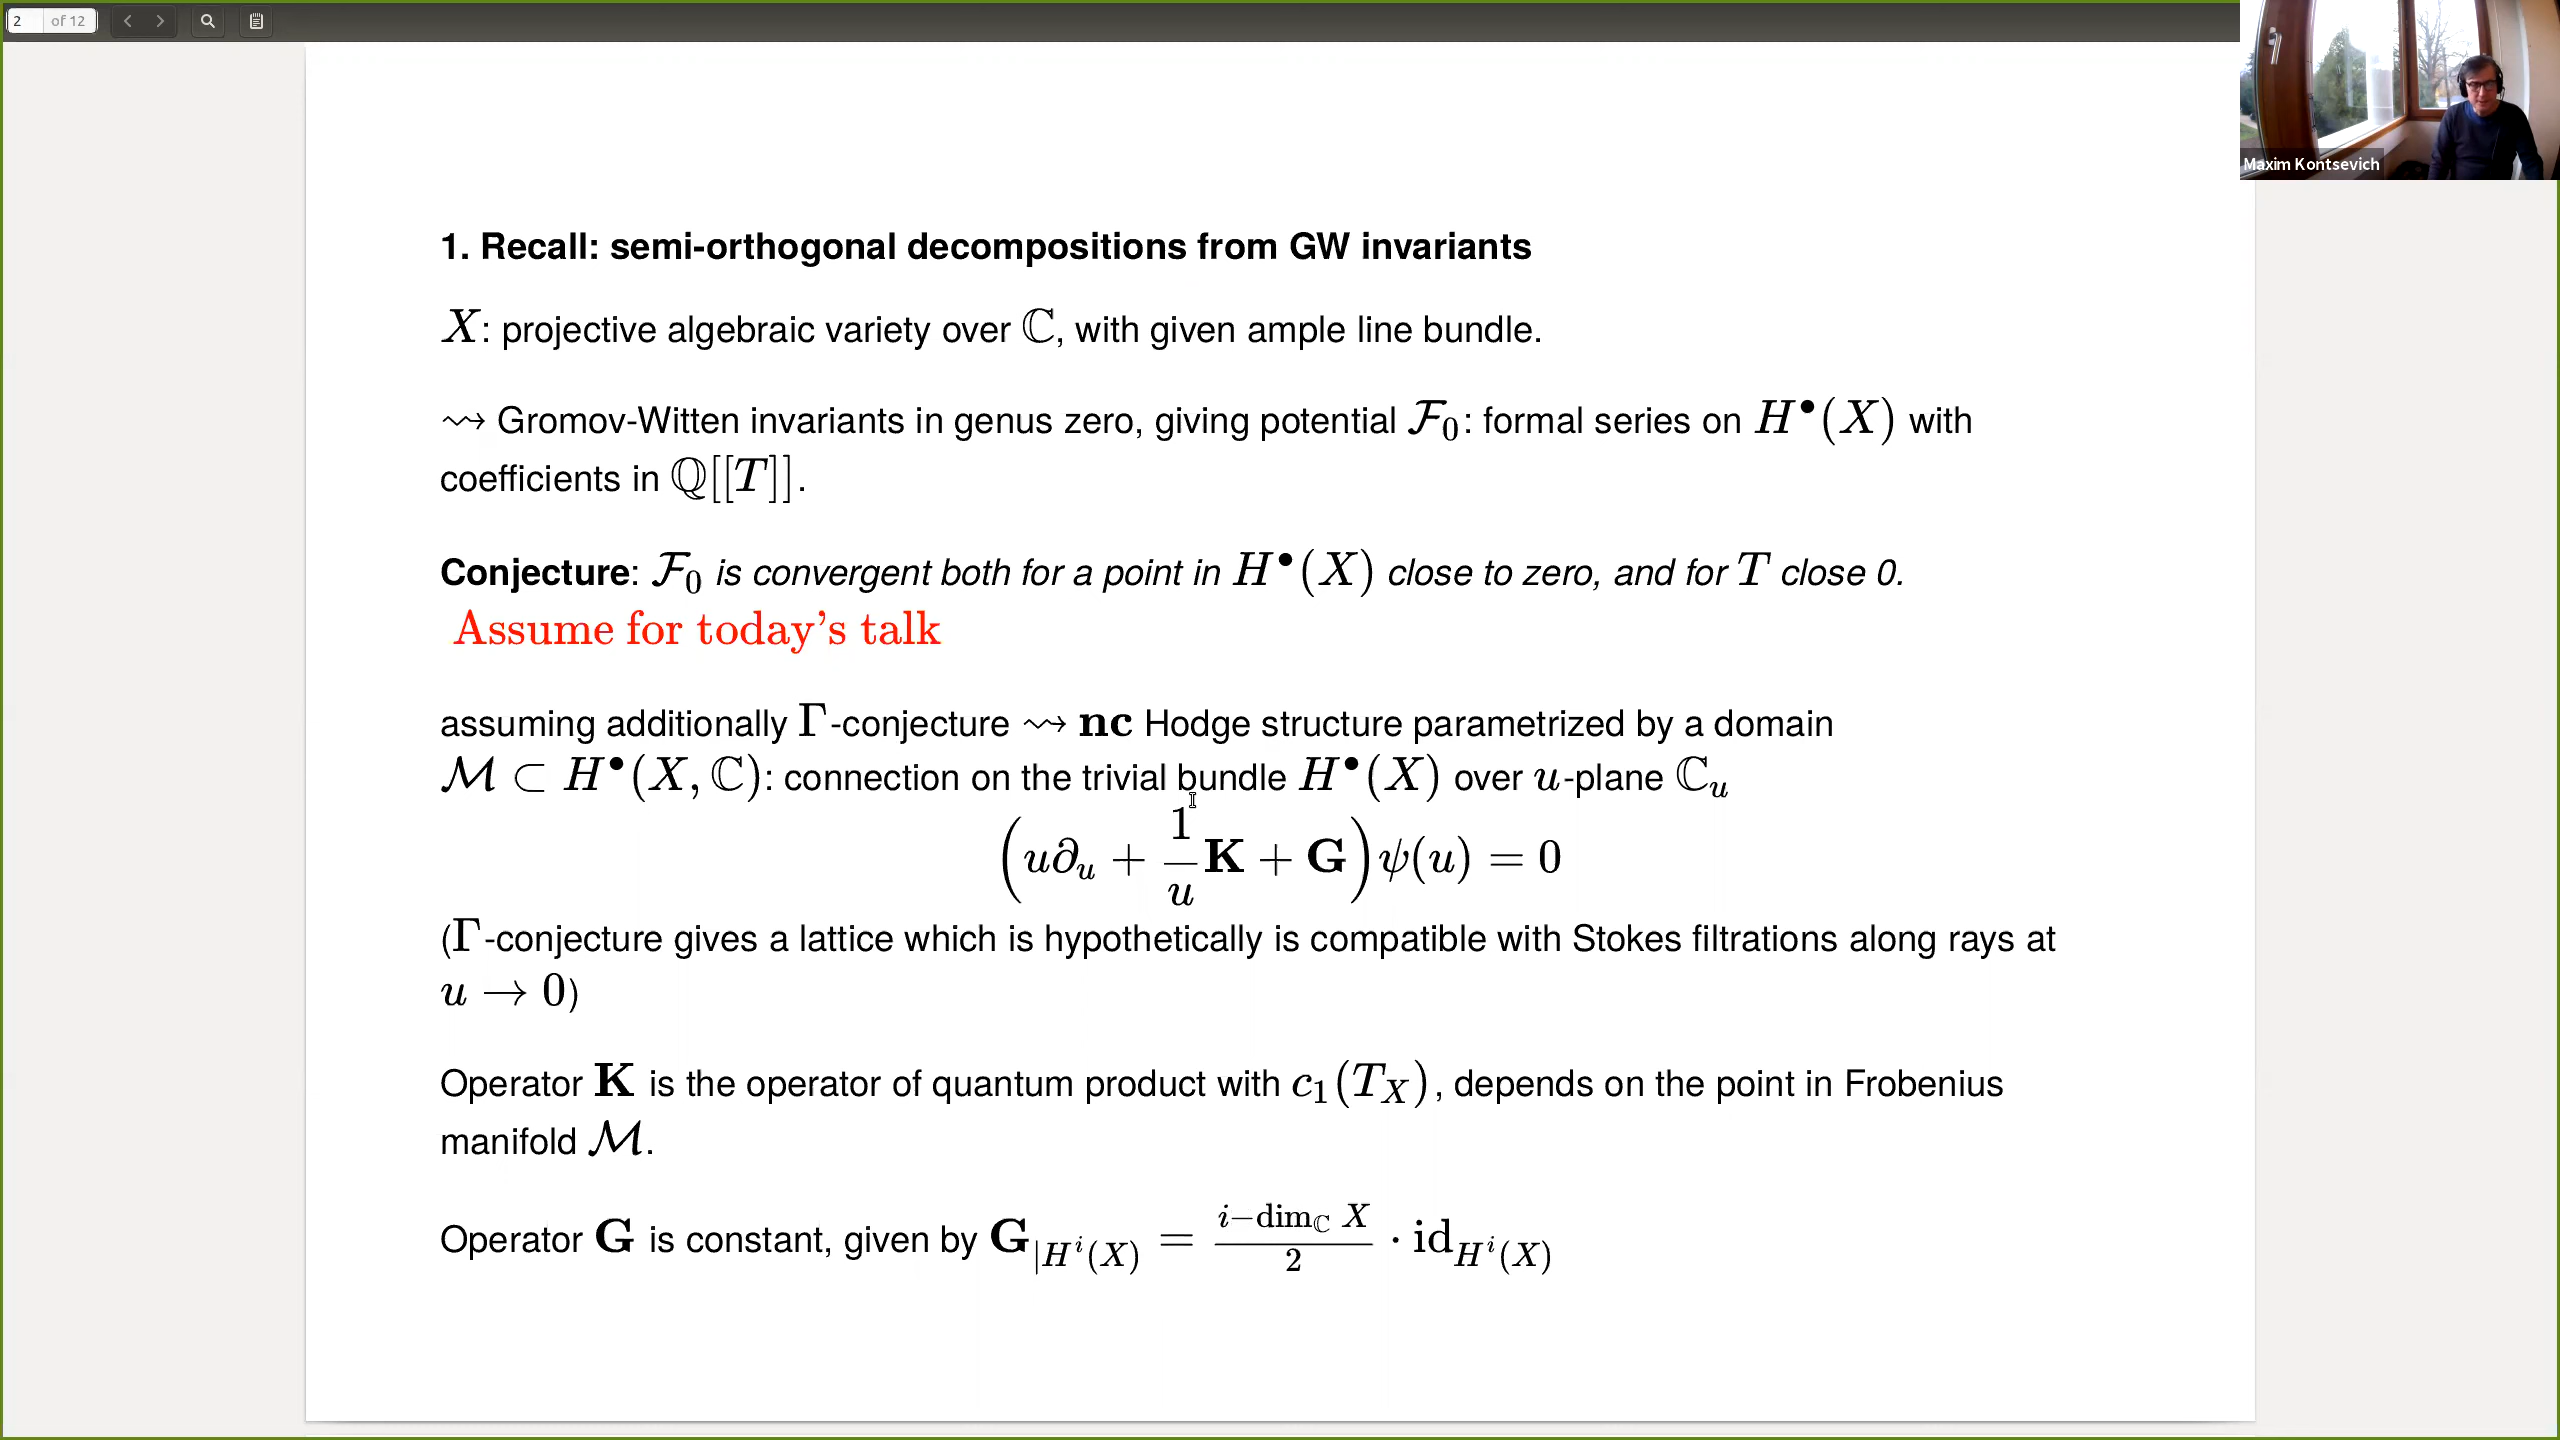 2 of 12
Maxim Kontsevich
1. Recall: semi-orthogonal decompositions from GW invariants
X: projective algebraic variety over ℂ, with given ample line bundle.
⇝ Gromov-Witten invariants in genus zero, giving potential 𝓕₀: formal series on H^•(X) with
coefficients in ℚ[[T]].
Conjecture: 𝓕₀ is convergent both for a point in H^•(X) close to zero, and for T close 0.
Assume for today's talk
assuming additionally Γ-conjecture ⇝ nc Hodge structure parametrized by a domain
𝓜 ⊂ H^•(X, ℂ): connection on the trivial bundle H^•(X) over u-plane ℂ_u
(u∂_u + 1/u K + G)ψ(u) = 0
(Γ-conjecture gives a lattice which is hypothetically is compatible with Stokes filtrations along rays at
u → 0)
Operator K is the operator of quantum product with c₁(T_X), depends on the point in Frobenius
manifold 𝓜.
Operator G is constant, given by G_{|H^i(X)} = (i−dim_ℂ X)/2 · id_{H^i(X)}